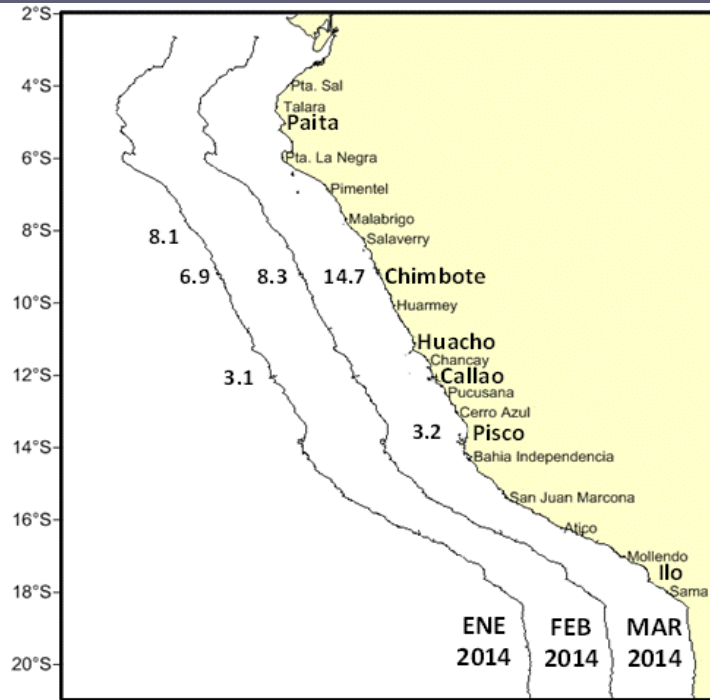 2°S
Pta. Sal
4°S
Talara
Paita
6°S
Pta. La Negra
Pimentel
Malabrigo
8°S
8.1
Salaverry
6.9 8.3 14.7 Chimbote
10°S
Huarmey
Huacho
Chancay
12°S
3.1
Callao
Pucusana
Cerro Azul
3.2 Pisco
14°S
Bahia Independencia
San Juan Marcona
16°S
Atico
Mollendo
Ilo
18°S
Sama
ENE
2014
FEB
2014
MAR
2014
20°S